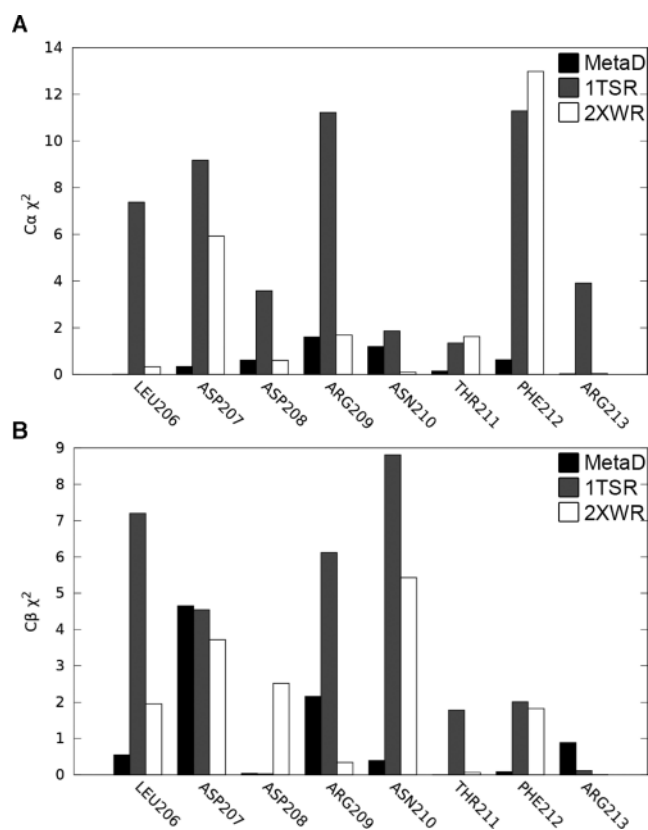 A
14
12
10
8
6
4
2
0
Cα χ²
MetaD
1TSR
2XWR
LEU206
ASP207
ASP208
ARG209
ASN210
THR211
PHE212
ARG213
B
9
8
7
6
5
4
3
2
1
0
Cβ χ²
MetaD
1TSR
2XWR
LEU206
ASP207
ASP208
ARG209
ASN210
THR211
PHE212
ARG213